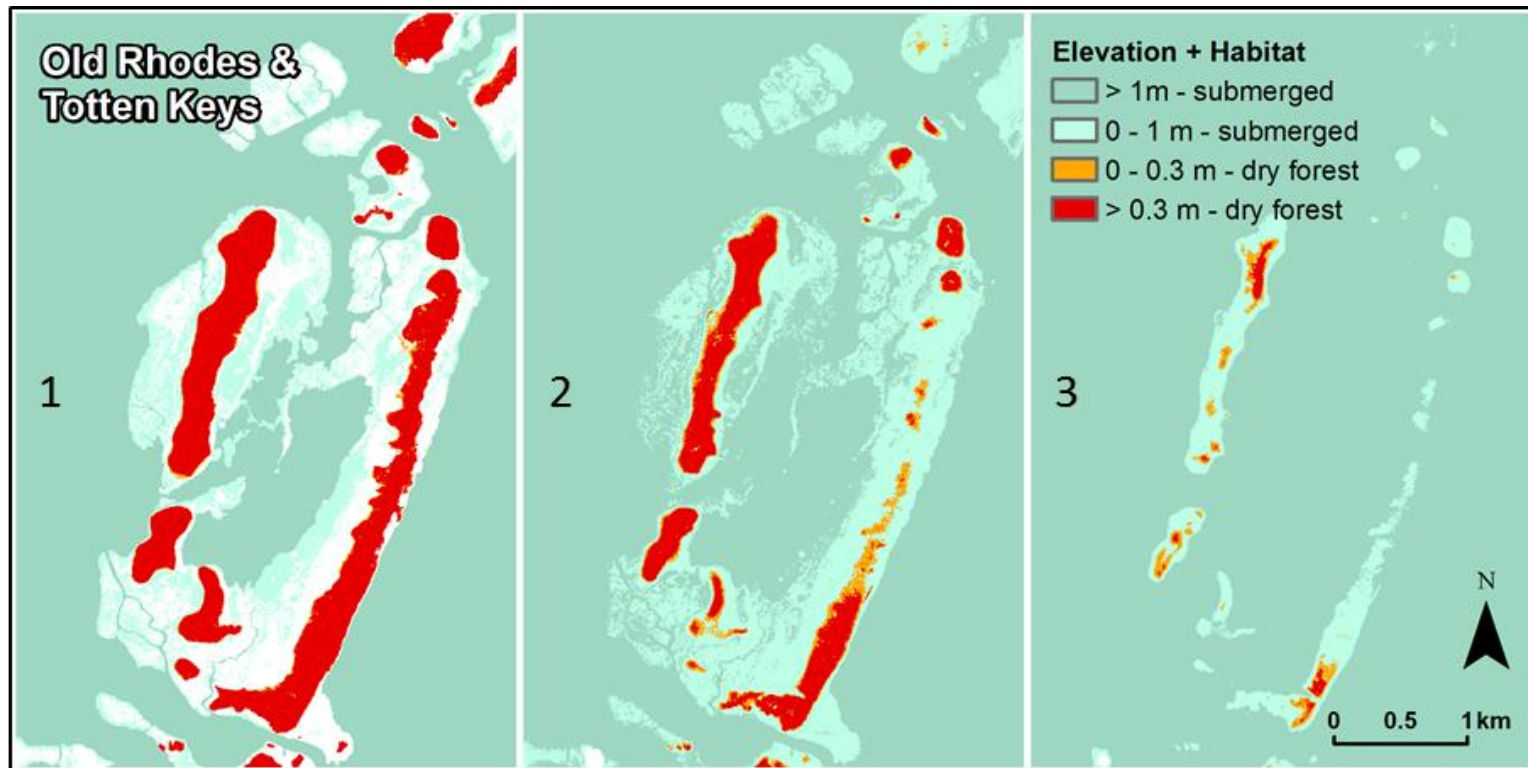 Old Rhodes &
Totten Keys
1
2
3
Elevation + Habitat
> 1m - submerged
0 - 1 m - submerged
0 - 0.3 m - dry forest
> 0.3 m - dry forest
N
0 0.5 1 km